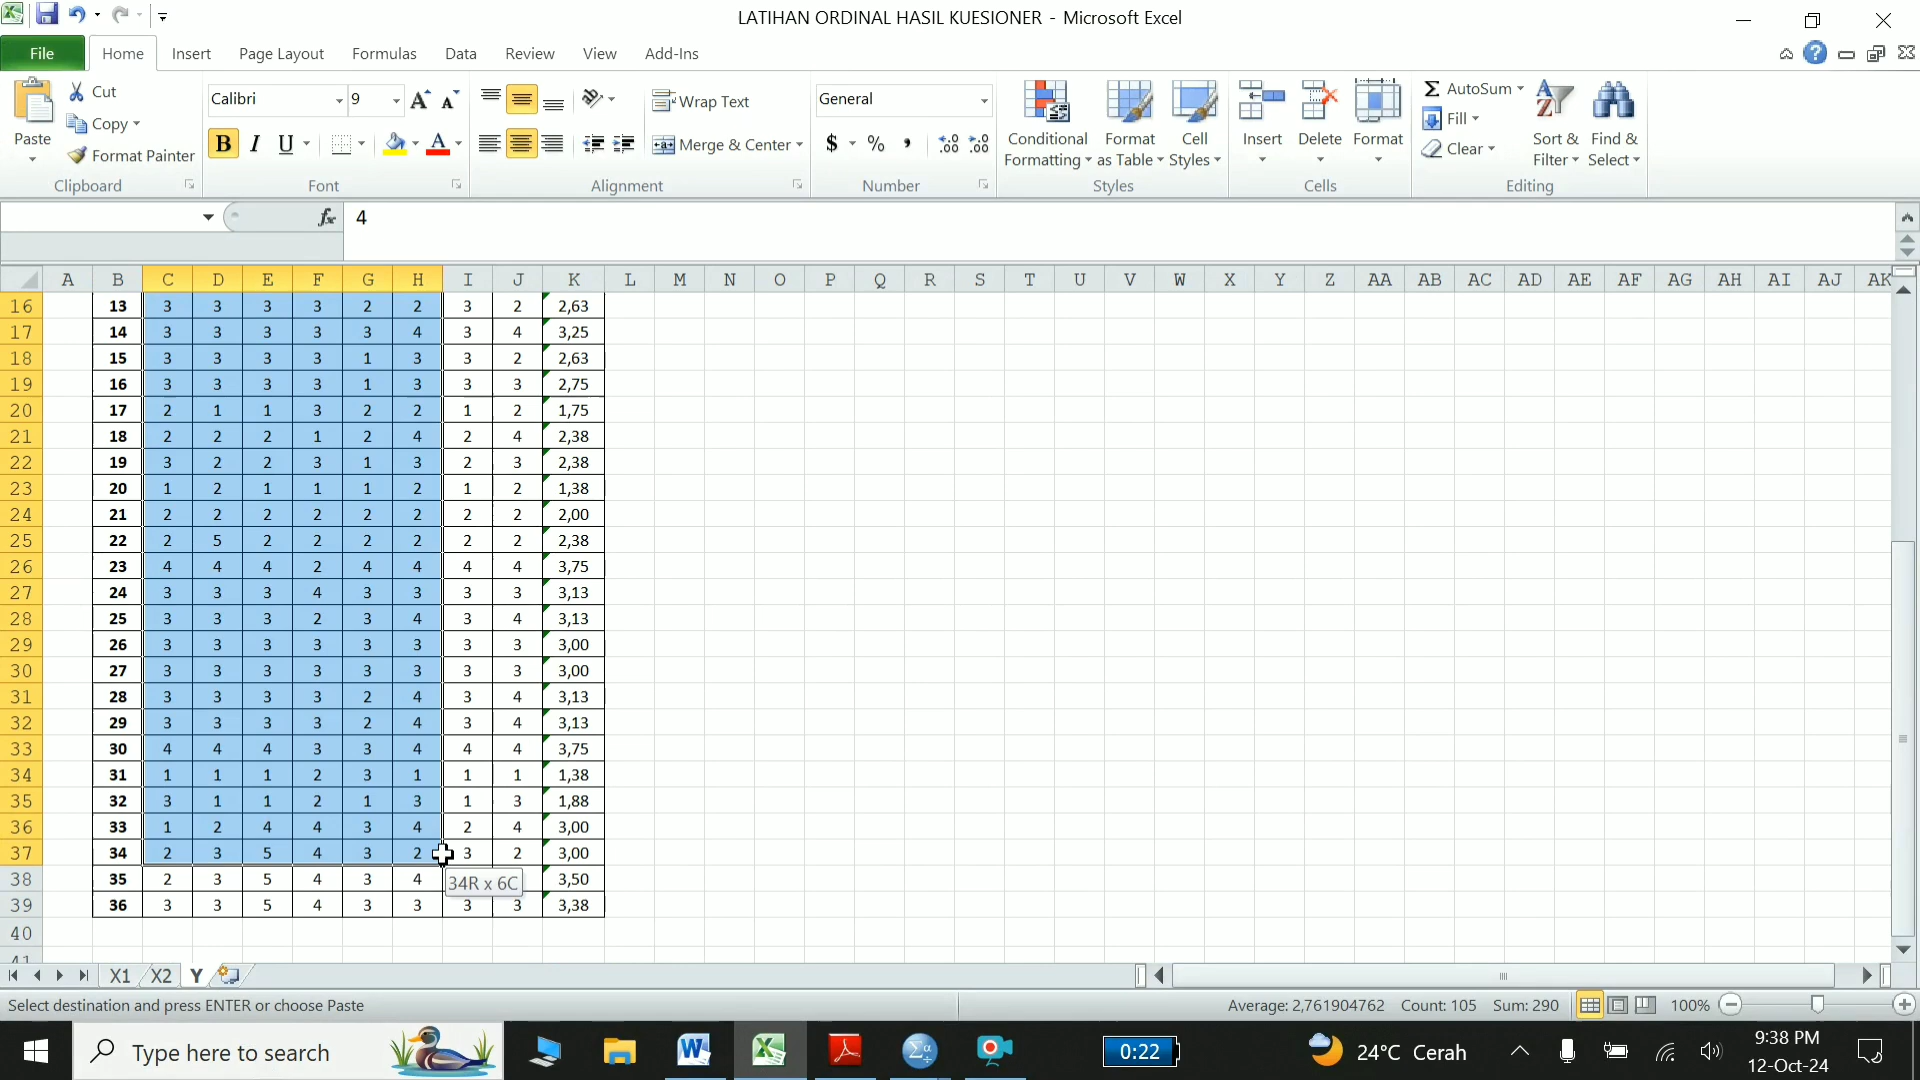 LATIHAN ORDINAL HASIL KUESIONER - Microsoft Excel
File Home Insert Page Layout Formulas Data Review View Add-Ins
Paste Cut Copy Format Painter Clipboard
Calibri 9 A A B I U A Font
Wrap Text Merge & Center Alignment
General $ % , Number
Conditional Formatting Format as Table Cell Styles Styles
Insert Delete Format Cells
AutoSum Fill Clear Sort & Filter Find & Select Editing
fx 4
A B C D E F G H I J K L M N O P Q R S T U V W X Y Z AA AB AC AD AE AF AG AH AI AJ AK
16 13 3 3 3 3 2 2 3 2 2,63
17 14 3 3 3 3 3 4 3 4 3,25
18 15 3 3 3 3 1 3 3 2 2,63
19 16 3 3 3 3 1 3 3 3 2,75
20 17 2 1 1 3 2 2 1 2 1,75
21 18 2 2 2 1 2 4 2 4 2,38
22 19 3 2 2 3 1 3 2 3 2,38
23 20 1 2 1 1 1 2 1 2 1,38
24 21 2 2 2 2 2 2 2 2 2,00
25 22 2 5 2 2 2 2 2 2 2,38
26 23 4 4 4 2 4 4 4 4 3,75
27 24 3 3 3 4 3 3 3 3 3,13
28 25 3 3 3 2 3 4 3 4 3,13
29 26 3 3 3 3 3 3 3 3 3,00
30 27 3 3 3 3 3 3 3 3 3,00
31 28 3 3 3 3 2 4 3 4 3,13
32 29 3 3 3 3 2 4 3 4 3,13
33 30 4 4 4 3 3 4 4 4 3,75
34 31 1 1 1 2 3 1 1 1 1,38
35 32 3 1 1 2 1 3 1 3 1,88
36 33 1 2 4 4 3 4 2 4 3,00
37 34 2 3 5 4 3 2 3 2 3,00
38 35 2 3 5 4 3 4 3,50
34R x 6C
39 36 3 3 5 4 3 3 3 3 3,38
40
41
X1 X2 Y
Select destination and press ENTER or choose Paste Average: 2,761904762 Count: 105 Sum: 290 100%
Type here to search 0:22 24°C Cerah 9:38 PM
12-Oct-24